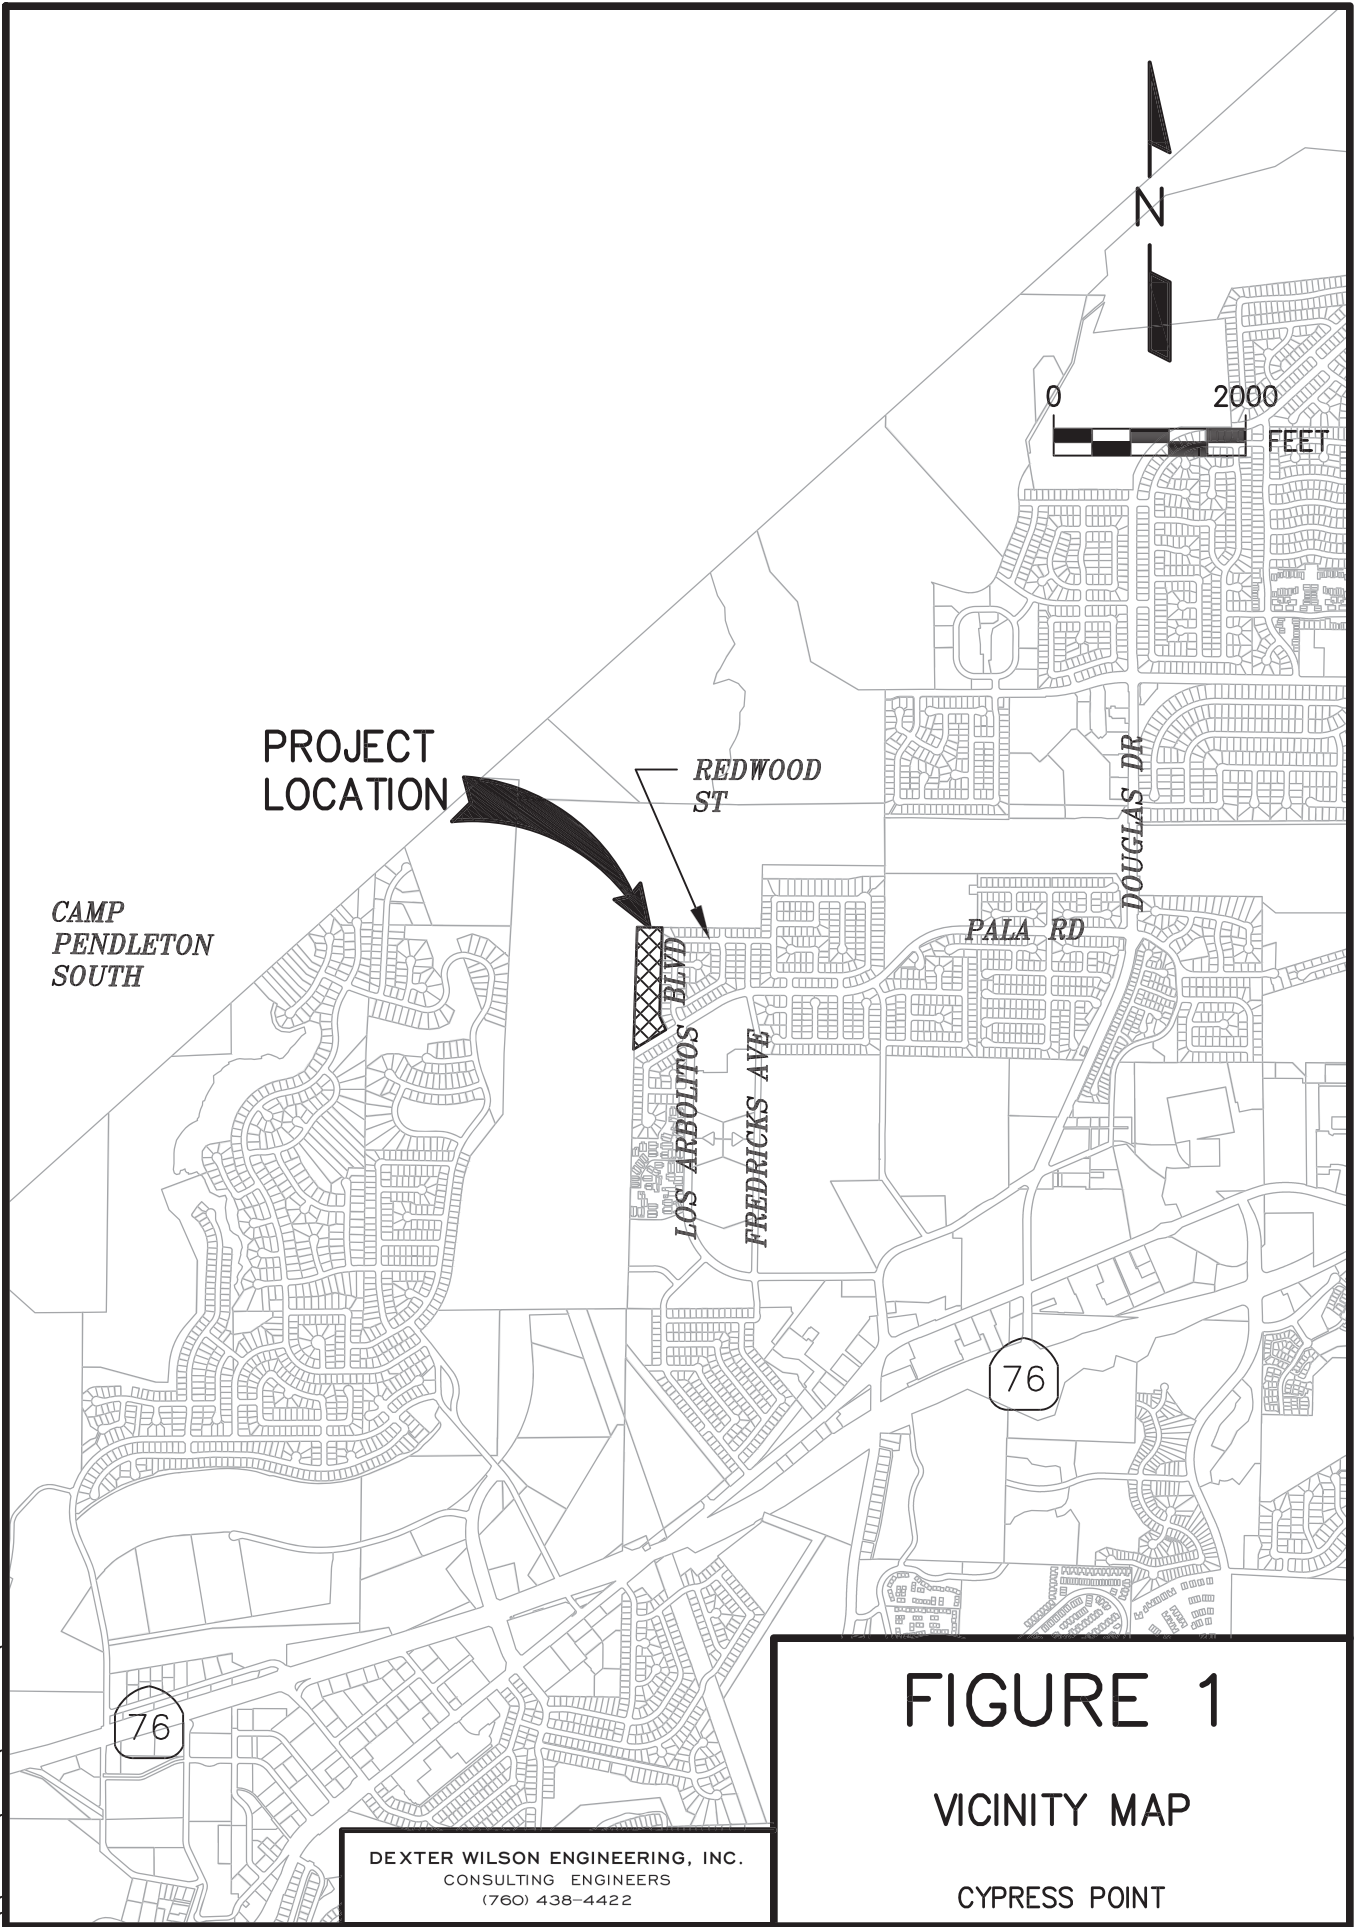 N
0 2000
FEET
PROJECT
LOCATION
REDWOOD
ST
DOUGLAS DR
CAMP
PENDLETON
SOUTH
PALA RD
LOS ARBOLITOS BLVD
FREDRICKS AVE
76
76
FIGURE 1
VICINITY MAP
CYPRESS POINT
DEXTER WILSON ENGINEERING, INC.
CONSULTING ENGINEERS
(760) 438-4422